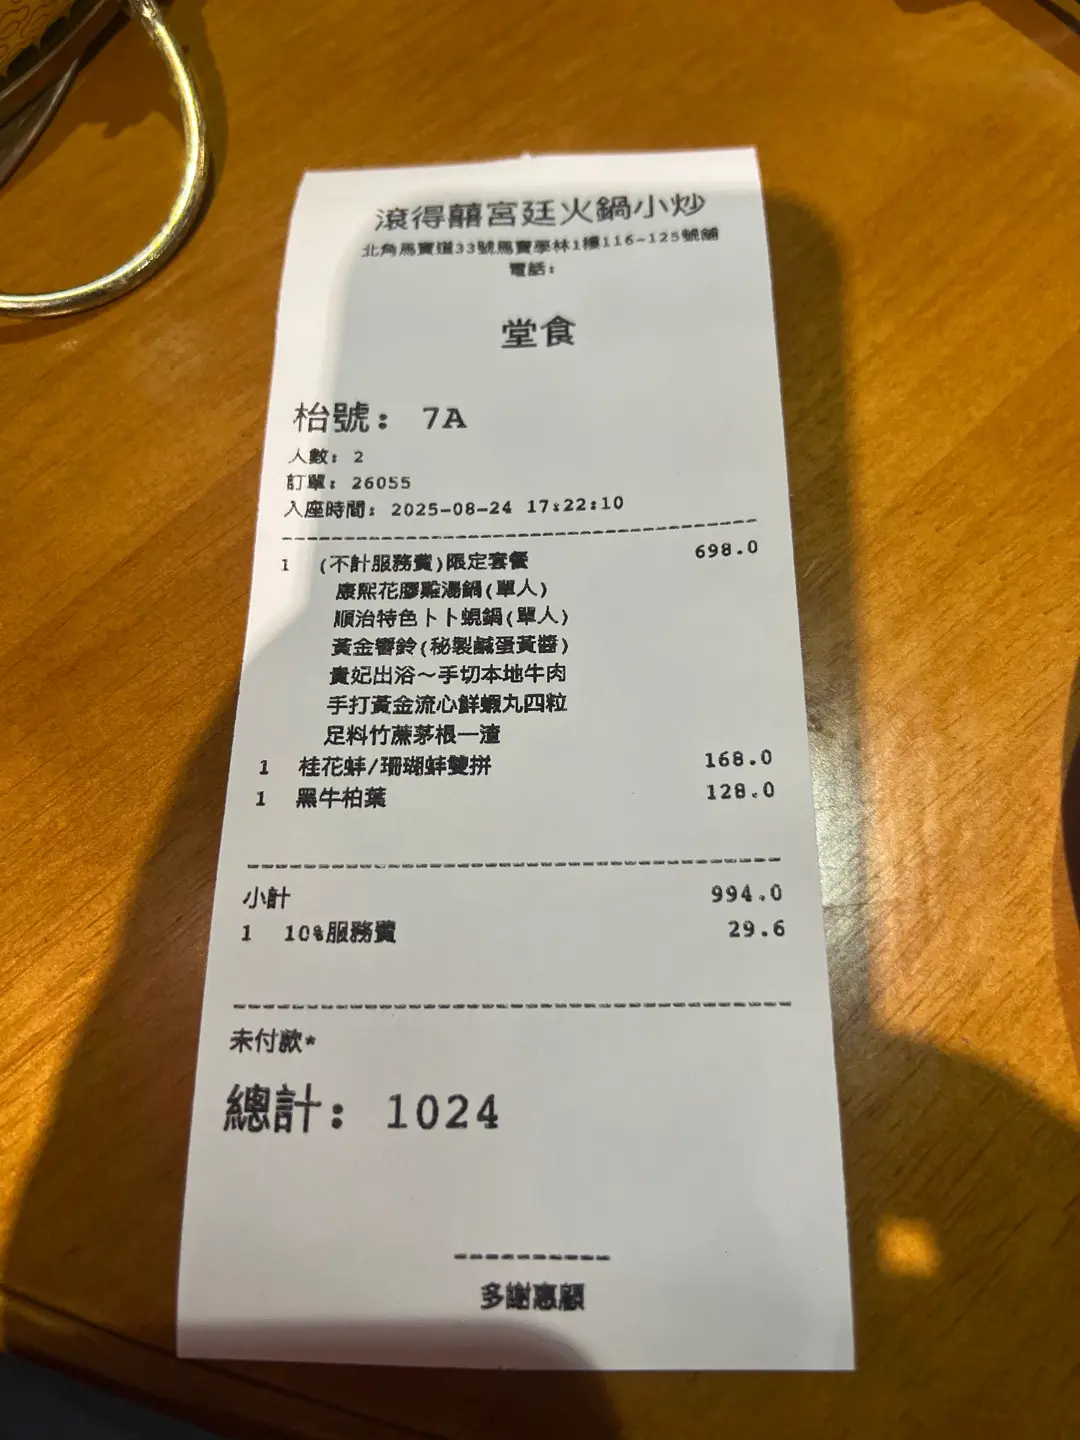 滾得囍宮廷火鍋小炒
北角馬寶道33號馬寶學林1樓116-125號舖
電話:
堂食
枱號: 7A
人數: 2
訂單: 26055
入座時間: 2025-08-24 17:22:10
1 (不計服務費)限定套餐 698.0
康熙花膠雞湯鍋(單人)
順治特色卜卜蜆鍋(單人)
黃金響鈴(秘製鹹蛋黃醬)
貴妃出浴~手切本地牛肉
手打黃金流心鮮蝦丸四粒
足料竹蔗茅根一渣
1 桂花蚌/珊瑚蚌雙拼 168.0
1 黑牛柏葉 128.0
小計 994.0
1 10%服務費 29.6
未付款*
總計: 1024
多謝惠顧